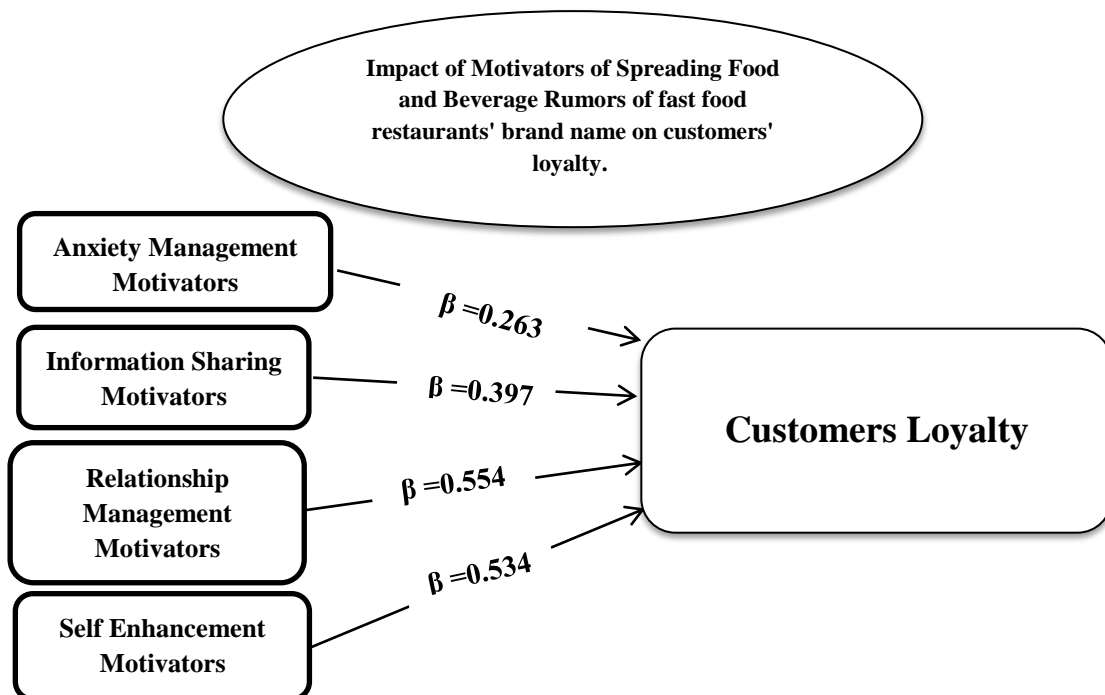 Impact of Motivators of Spreading Food
and Beverage Rumors of fast food
restaurants' brand name on customers'
loyalty.
Anxiety Management
Motivators
β =0.263
Information Sharing
Motivators
β =0.397
Customers Loyalty
Relationship
Management
Motivators
β =0.554
β =0.534
Self Enhancement
Motivators